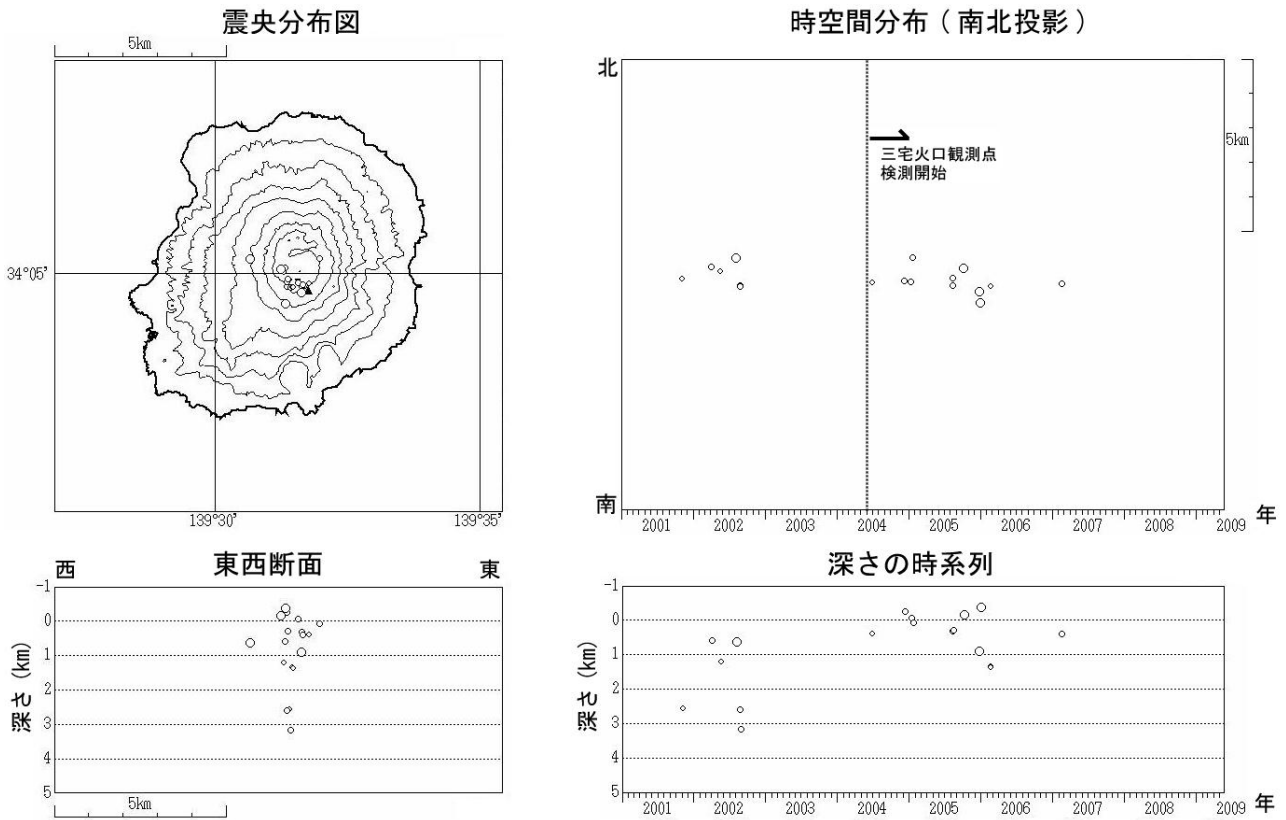 震央分布図
5km
34°05'
139°30'
139°35'
時空間分布 ( 南北投影 )
北
三宅火口観測点
検測開始
5km
南
2001 2002 2003 2004 2005 2006 2007 2008 2009 年
西 東西断面 東
深さ (km)
-1
0
1
2
3
4
5
5km
深さの時系列
深さ (km)
-1
0
1
2
3
4
5
2001 2002 2003 2004 2005 2006 2007 2008 2009 年